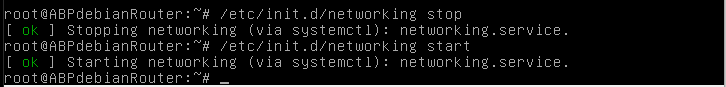 root@ABPdebianRouter:~# /etc/init.d/networking stop
[ ok ] Stopping networking (via systemctl): networking.service.
root@ABPdebianRouter:~# /etc/init.d/networking start
[ ok ] Starting networking (via systemctl): networking.service.
root@ABPdebianRouter:~# _